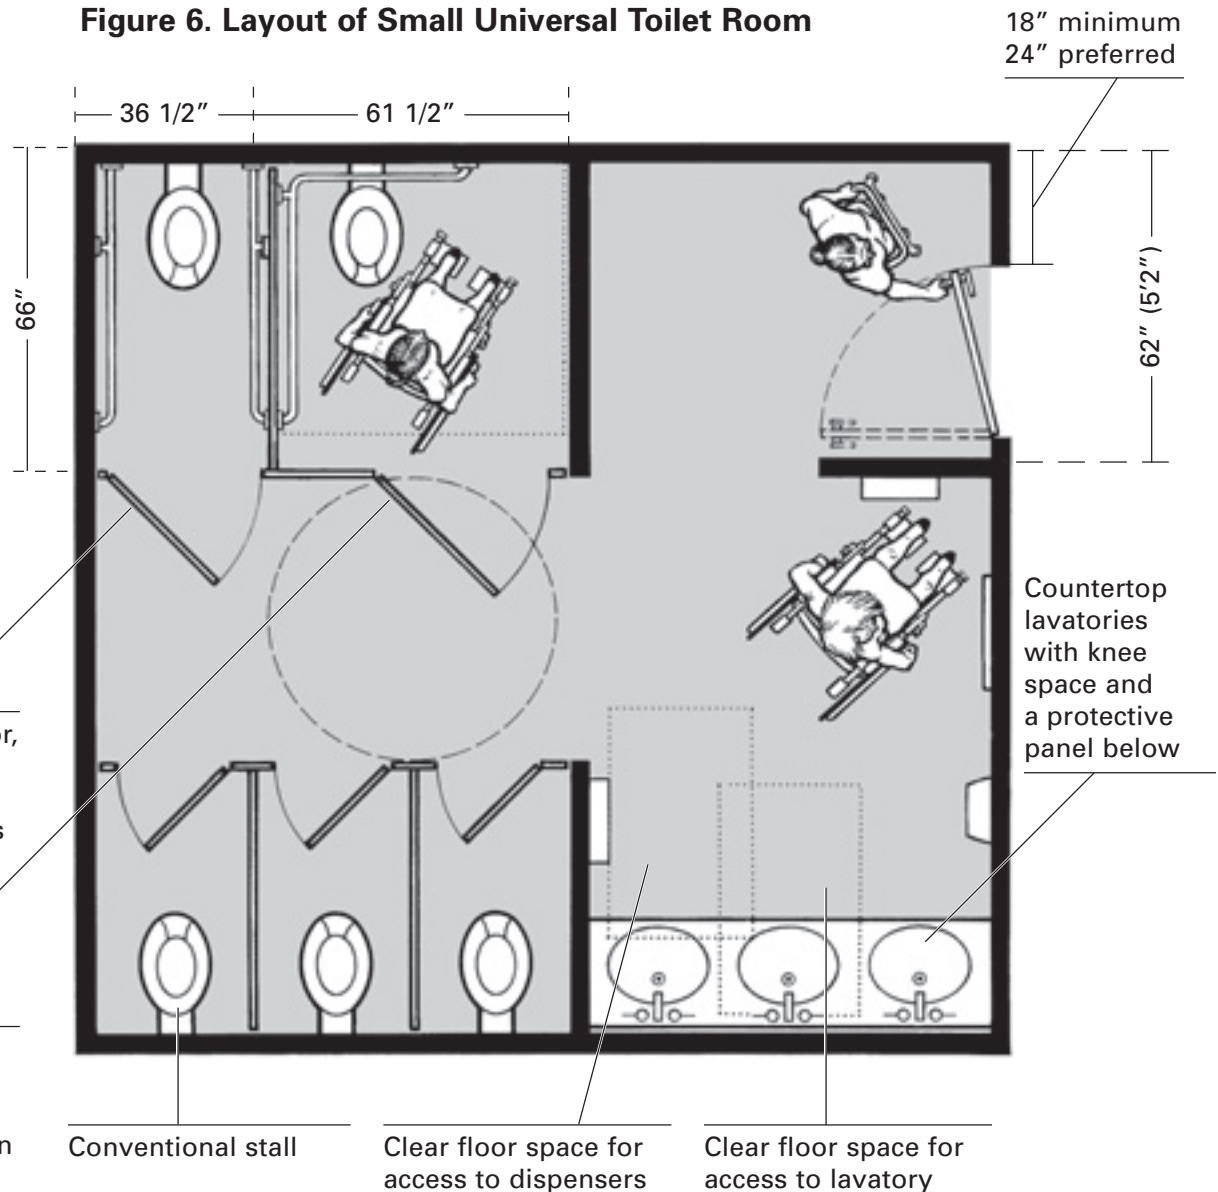 Figure 6. Layout of Small Universal Toilet Room
18” minimum
24” preferred
36 1/2”
61 1/2”
66”
62” (5’2”)
Countertop
lavatories
with knee
space and
a protective
panel below
or,
s
n
Conventional stall
Clear floor space for
access to dispensers
Clear floor space for
access to lavatory